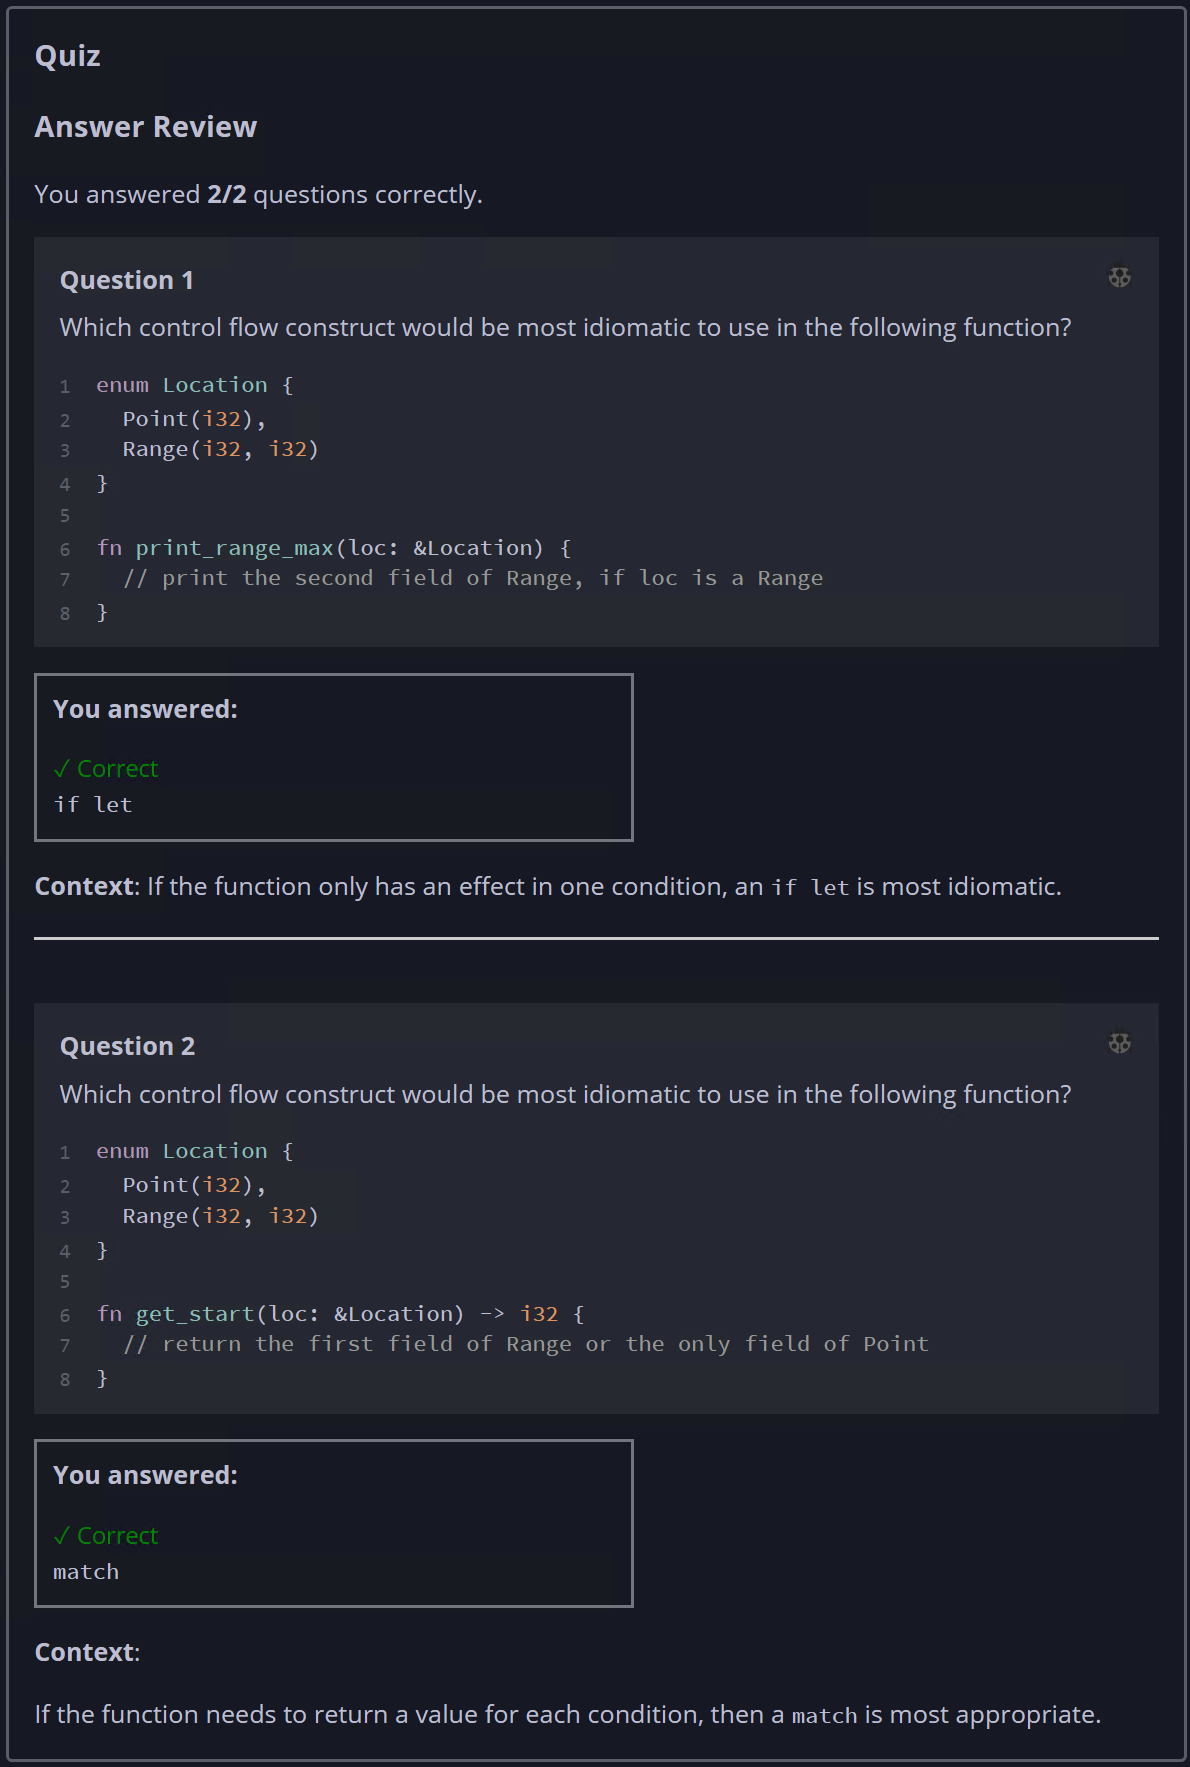 Quiz
Answer Review
You answered 2/2 questions correctly.
Question 1
Which control flow construct would be most idiomatic to use in the following function?
1 enum Location {
2   Point(i32),
3   Range(i32, i32)
4 }
5
6 fn print_range_max(loc: &Location) {
7   // print the second field of Range, if loc is a Range
8 }
You answered:
✓ Correct
if let
Context: If the function only has an effect in one condition, an if let is most idiomatic.
Question 2
Which control flow construct would be most idiomatic to use in the following function?
1 enum Location {
2   Point(i32),
3   Range(i32, i32)
4 }
5
6 fn get_start(loc: &Location) -> i32 {
7   // return the first field of Range or the only field of Point
8 }
You answered:
✓ Correct
match
Context:
If the function needs to return a value for each condition, then a match is most appropriate.